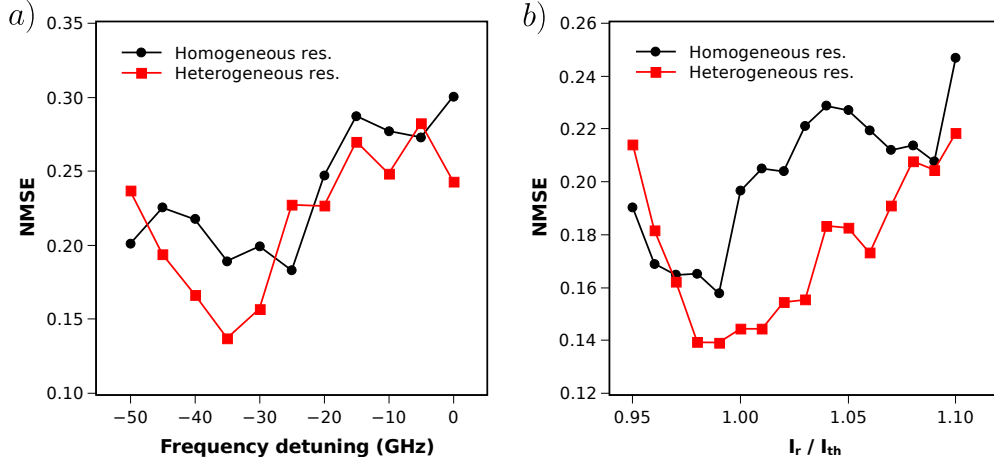 a)
0.35
0.30
0.25
0.20
0.15
0.10
NMSE
Homogeneous res.
Heterogeneous res.
−50
−40
−30
−20
−10
0
Frequency detuning (GHz)
b)
0.26
0.24
0.22
0.20
0.18
0.16
0.14
0.12
NMSE
Homogeneous res.
Heterogeneous res.
0.95
1.00
1.05
1.10
I_r / I_th